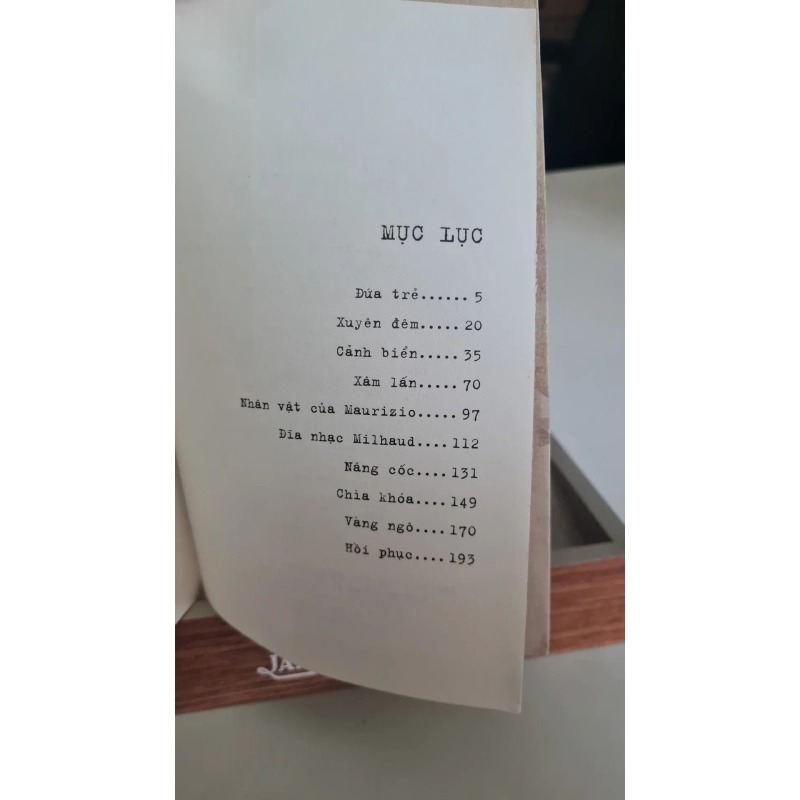 MỤC LỤC
Đứa trẻ...... 5
Xuyên đêm..... 20
Cảnh biển..... 35
Xâm lấn..... 70
Nhân vật của Maurizio..... 97
Đĩa nhạc Milhaud.... 112
Nâng cốc.... 131
Chìa khóa.... 149
Vàng ngò.... 170
Hồi phục.... 193